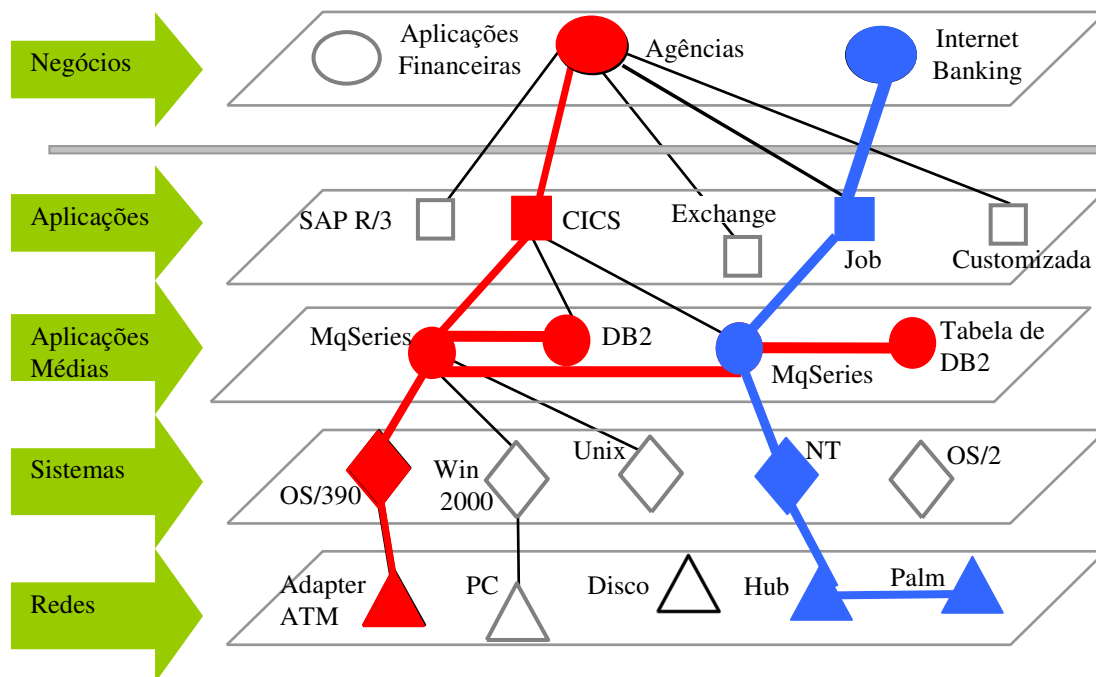 Negócios
Aplicações
Financeiras
Agências
Internet
Banking
Aplicações
SAP R/3
CICS
Exchange
Job
Customizada
Aplicações
Médias
MqSeries
DB2
MqSeries
Tabela de
DB2
Sistemas
OS/390
Win
2000
Unix
NT
OS/2
Redes
Adapter
ATM
PC
Disco
Hub
Palm